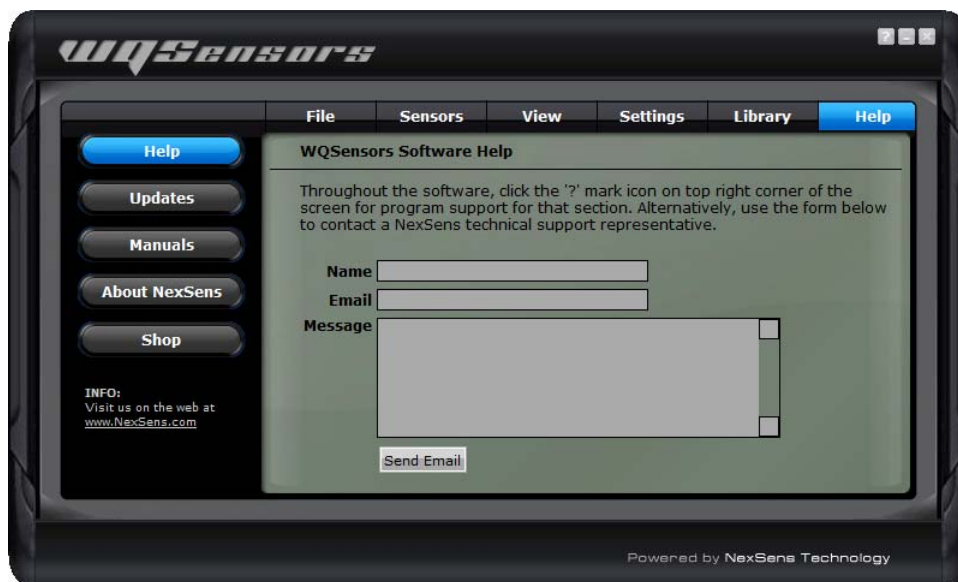 WQSensors
? - x
File Sensors View Settings Library Help
Help
Updates
Manuals
About NexSens
Shop
INFO:
Visit us on the web at
www.NexSens.com
WQSensors Software Help
Throughout the software, click the '?' mark icon on top right corner of the
screen for program support for that section. Alternatively, use the form below
to contact a NexSens technical support representative.
Name
Email
Message
Send Email
Powered by NexSens Technology